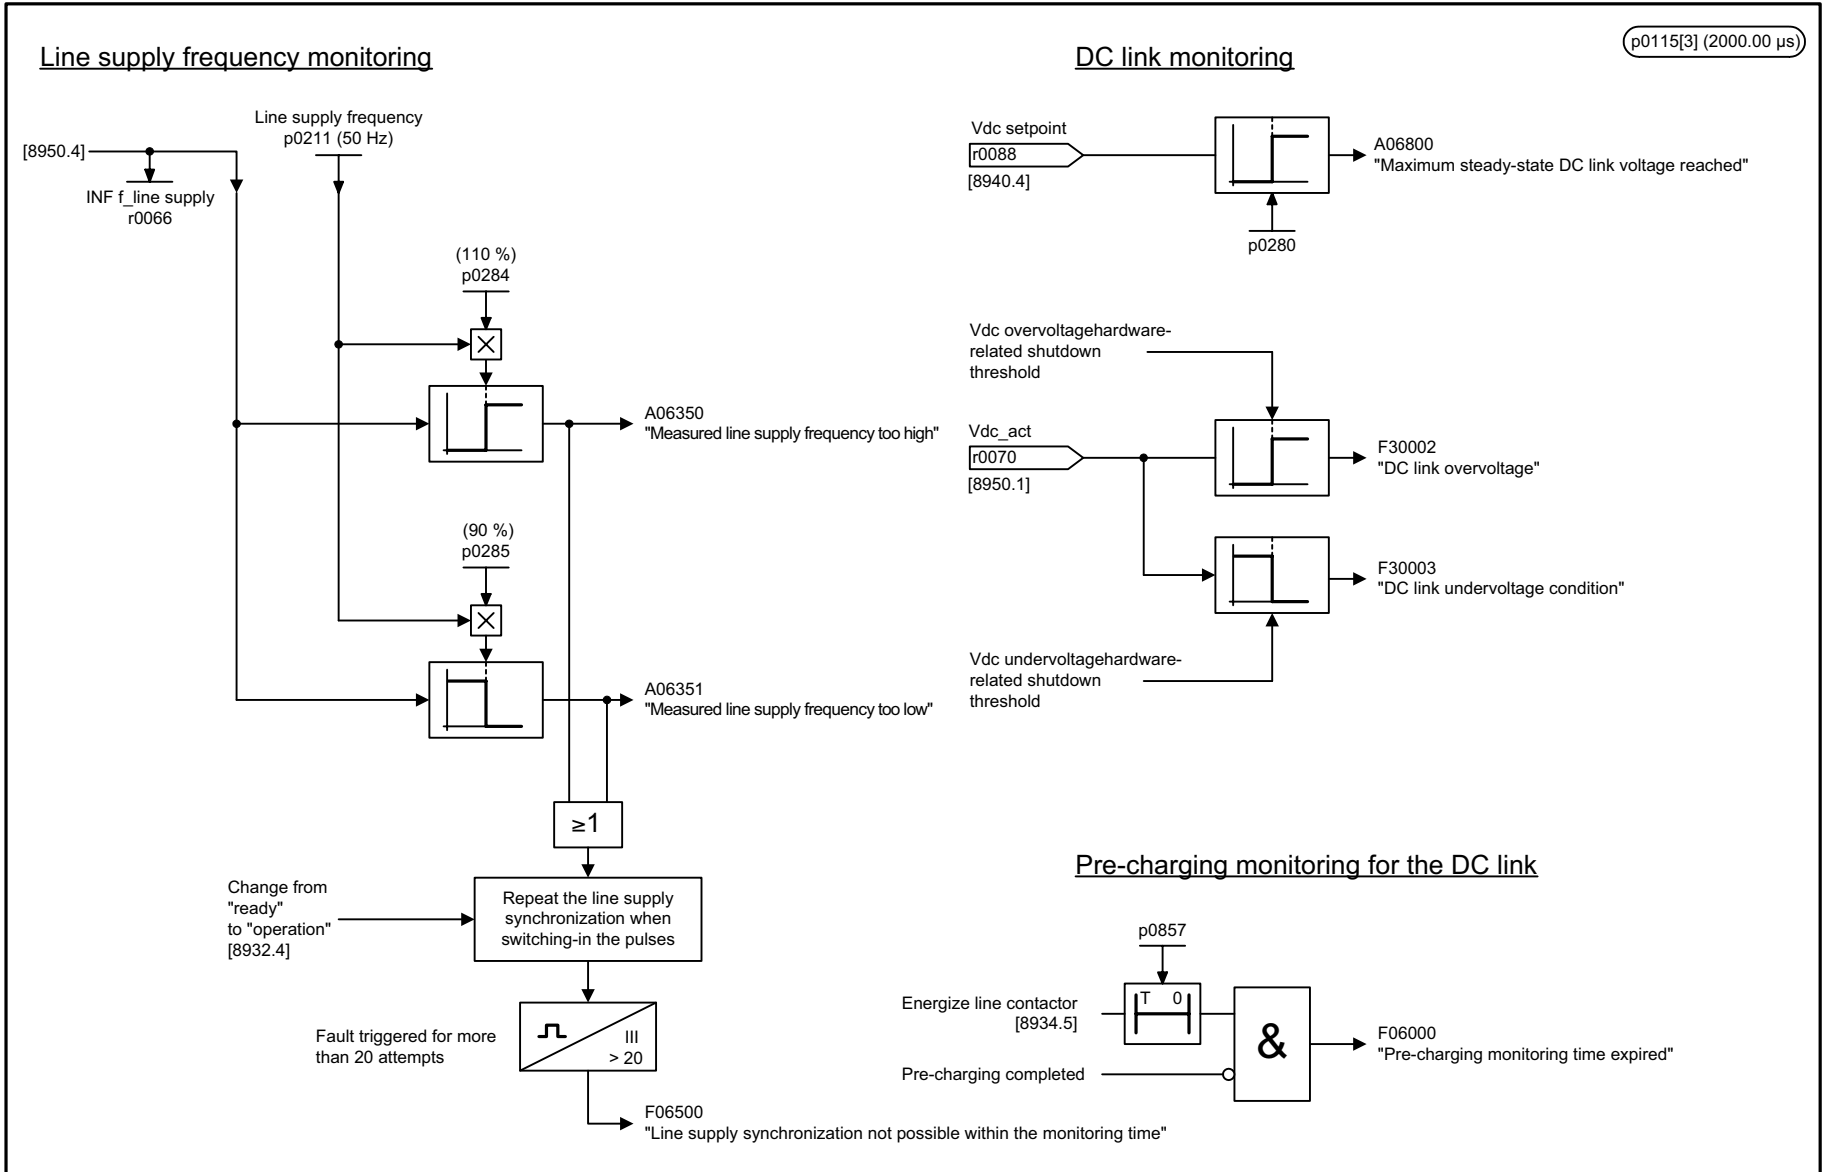 Line supply frequency monitoring
[8950.4]
INF f_line supply
r0066
Line supply frequency
p0211 (50 Hz)
(110 %)
p0284
A06350
"Measured line supply frequency too high"
(90 %)
p0285
A06351
"Measured line supply frequency too low"
≥1
Change from
"ready"
to "operation"
[8932.4]
Repeat the line supply
synchronization when
switching-in the pulses
Fault triggered for more
than 20 attempts
III
> 20
F06500
"Line supply synchronization not possible within the monitoring time"
DC link monitoring
p0115[3] (2000.00 µs)
Vdc setpoint
r0088
[8940.4]
p0280
A06800
"Maximum steady-state DC link voltage reached"
Vdc overvoltagehardware-
related shutdown
threshold
Vdc_act
r0070
[8950.1]
F30002
"DC link overvoltage"
F30003
"DC link undervoltage condition"
Vdc undervoltagehardware-
related shutdown
threshold
Pre-charging monitoring for the DC link
p0857
Energize line contactor
[8934.5]
T 0
Pre-charging completed
&
F06000
"Pre-charging monitoring time expired"